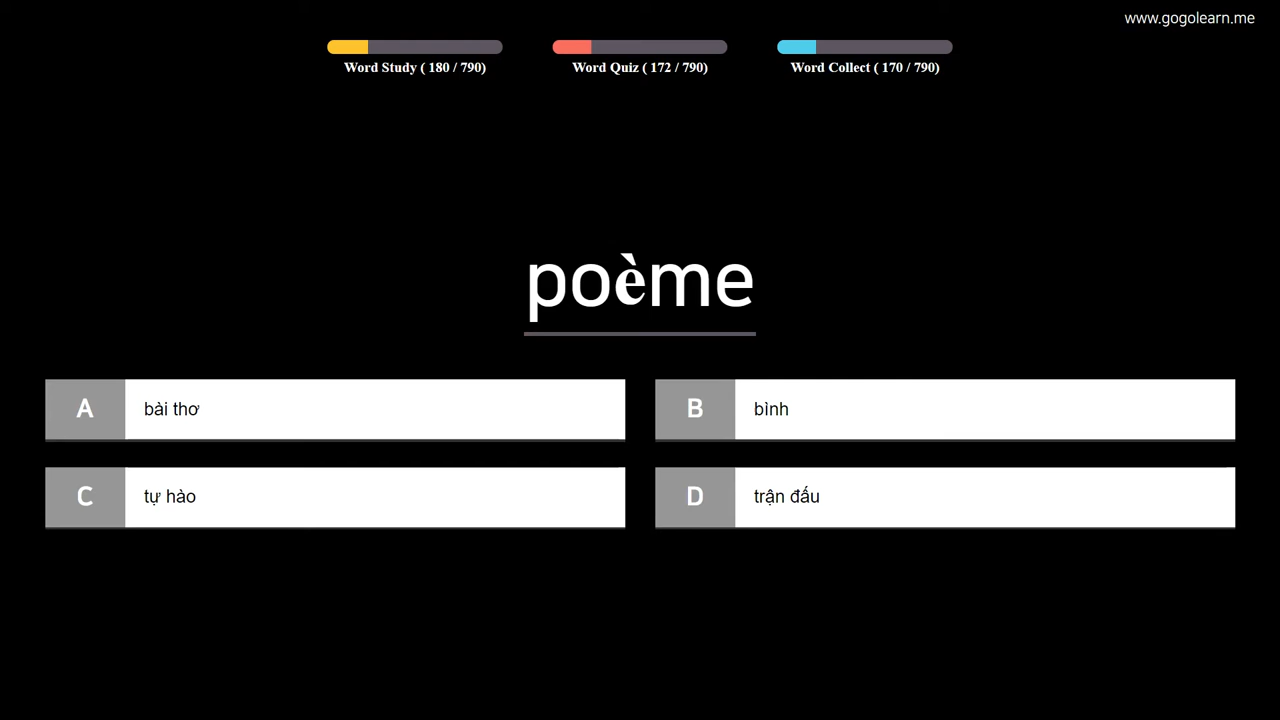 www.gogolearn.me
Word Study ( 180 / 790)
Word Quiz ( 172 / 790)
Word Collect ( 170 / 790)
poème
A bài thơ
B bình
C tự hào
D trận đấu